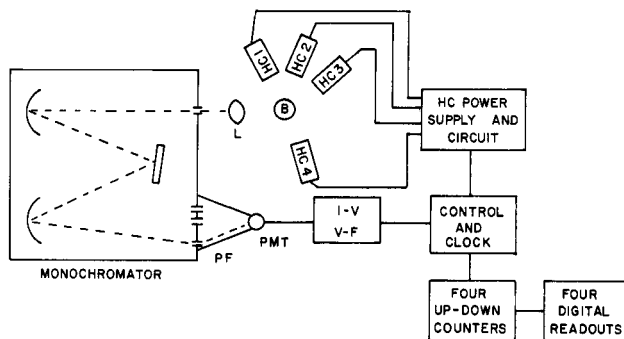 HC1
HC2
HC3
HC4
B
L
HC POWER
SUPPLY AND
CIRCUIT
I-V
V-F
CONTROL
AND
CLOCK
PMT
PF
MONOCHROMATOR
FOUR
UP-DOWN
COUNTERS
FOUR
DIGITAL
READOUTS